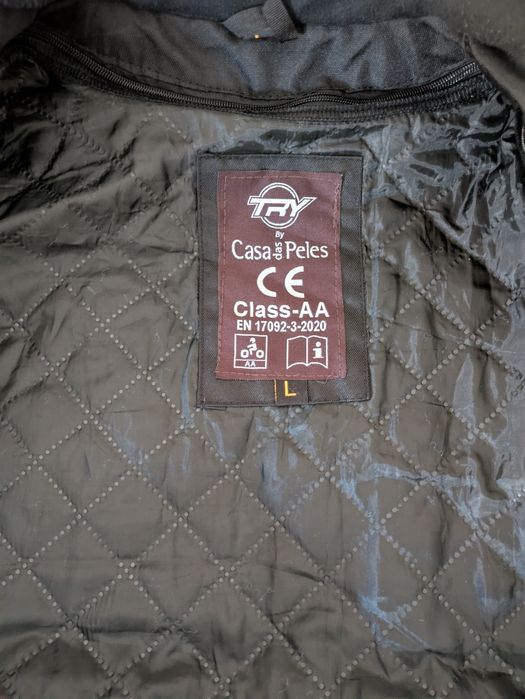 TRY
By
Casa das Peles
CE
Class-AA
EN 17092-3-2020
AA
i
L